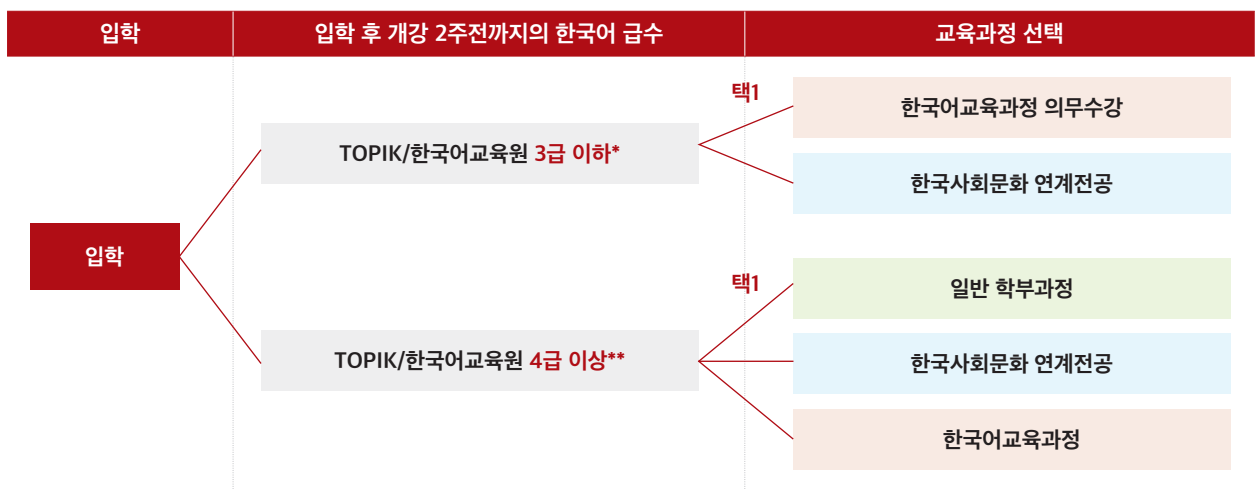 입학
입학 후 개강 2주전까지의 한국어 급수
교육과정 선택
택1
한국어교육과정 의무수강
TOPIK/한국어교육원 3급 이하*
한국사회문화 연계전공
입학
택1
일반 학부과정
TOPIK/한국어교육원 4급 이상**
한국사회문화 연계전공
한국어교육과정